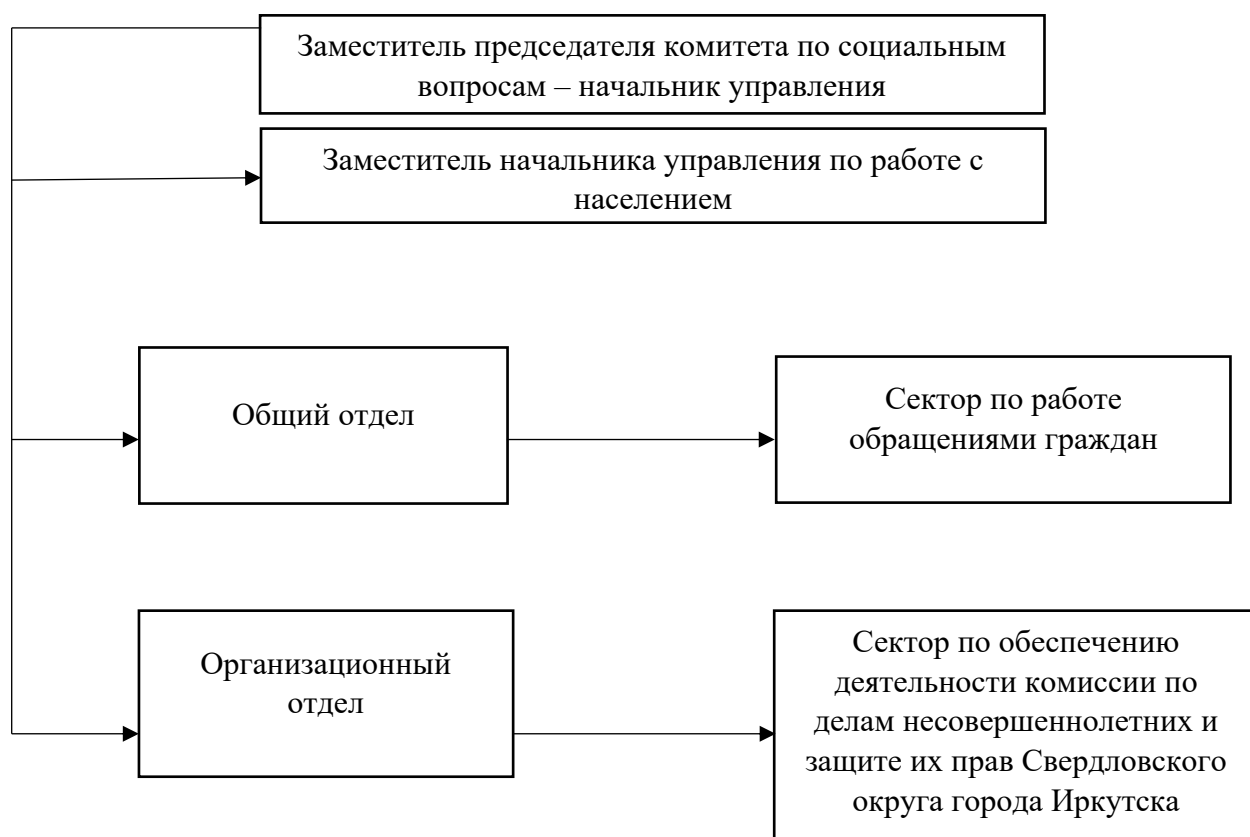 Заместитель председателя комитета по социальным
вопросам – начальник управления
Заместитель начальника управления по работе с
населением
Общий отдел
Сектор по работе
обращениями граждан
Организационный
отдел
Сектор по обеспечению
деятельности комиссии по
делам несовершеннолетних и
защите их прав Свердловского
округа города Иркутска